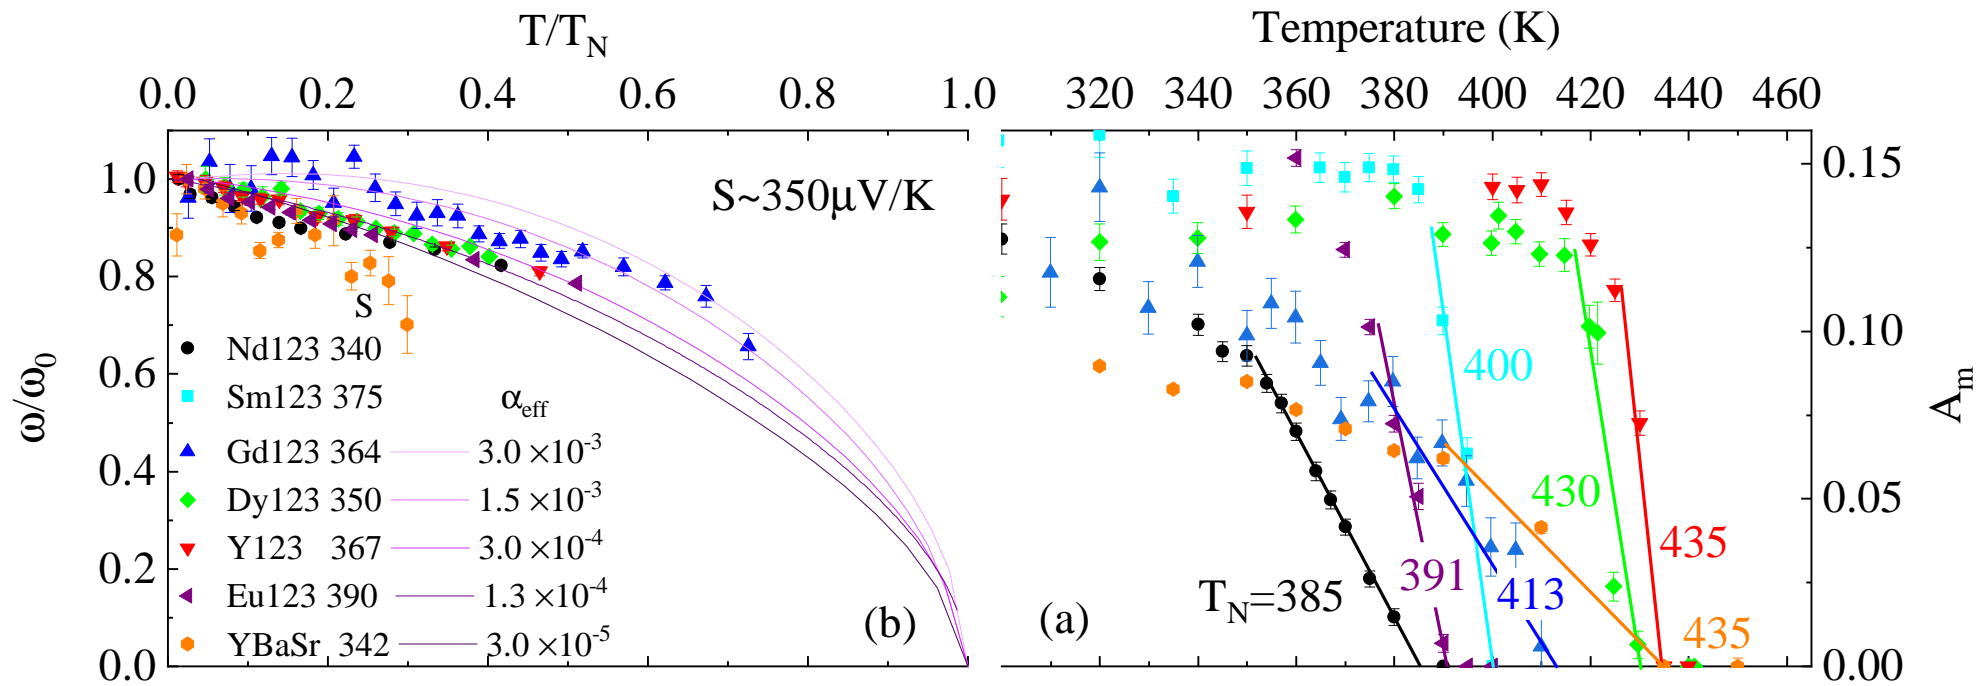 T/T_N
Temperature (K)
0.0 0.2 0.4 0.6 0.8 1.0
320 340 360 380 400 420 440 460
1.0
0.8
0.6
0.4
0.2
0.0
ω/ω₀
S~350μV/K
S
α_eff
Nd123 340
Sm123 375
Gd123 364 3.0 ×10⁻³
Dy123 350 1.5 ×10⁻³
Y123 367 3.0 ×10⁻⁴
Eu123 390 1.3 ×10⁻⁴
YBaSr 342 3.0 ×10⁻⁵
(b)
(a)
T_N=385
391
400
413
430
435
435
0.15
0.10
0.05
0.00
A_m